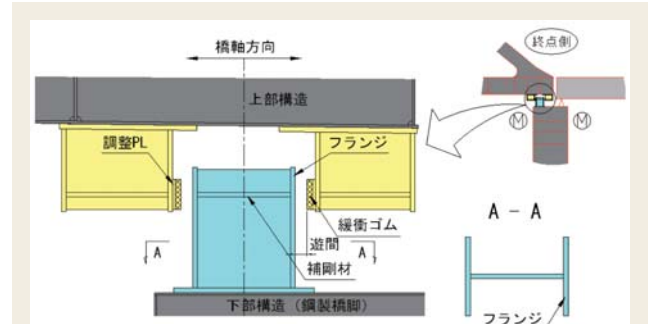 橋軸方向
終点側
上部構造
調整PL
フランジ
Ⓜ Ⓜ
緩衝ゴム
A - A
遊間
A A
補剛材
下部構造（鋼製橋脚）
フランジ